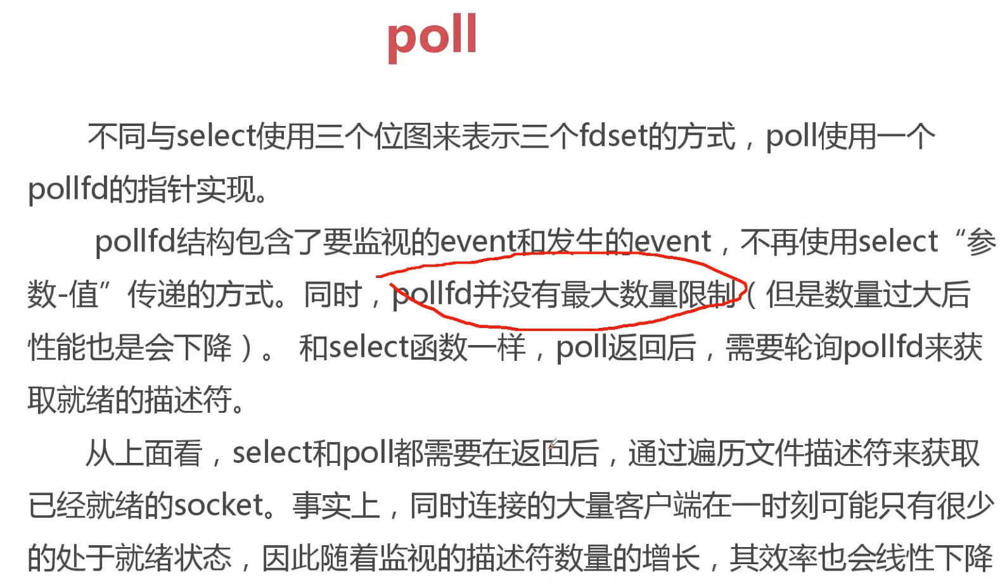 poll
不同与select使用三个位图来表示三个fdset的方式，poll使用一个
pollfd的指针实现。
pollfd结构包含了要监视的event和发生的event，不再使用select“参
数-值”传递的方式。同时，pollfd并没有最大数量限制（但是数量过大后
性能也是会下降）。 和select函数一样，poll返回后，需要轮询pollfd来获
取就绪的描述符。
从上面看，select和poll都需要在返回后，通过遍历文件描述符来获取
已经就绪的socket。事实上，同时连接的大量客户端在一时刻可能只有很少
的处于就绪状态，因此随着监视的描述符数量的增长，其效率也会线性下降